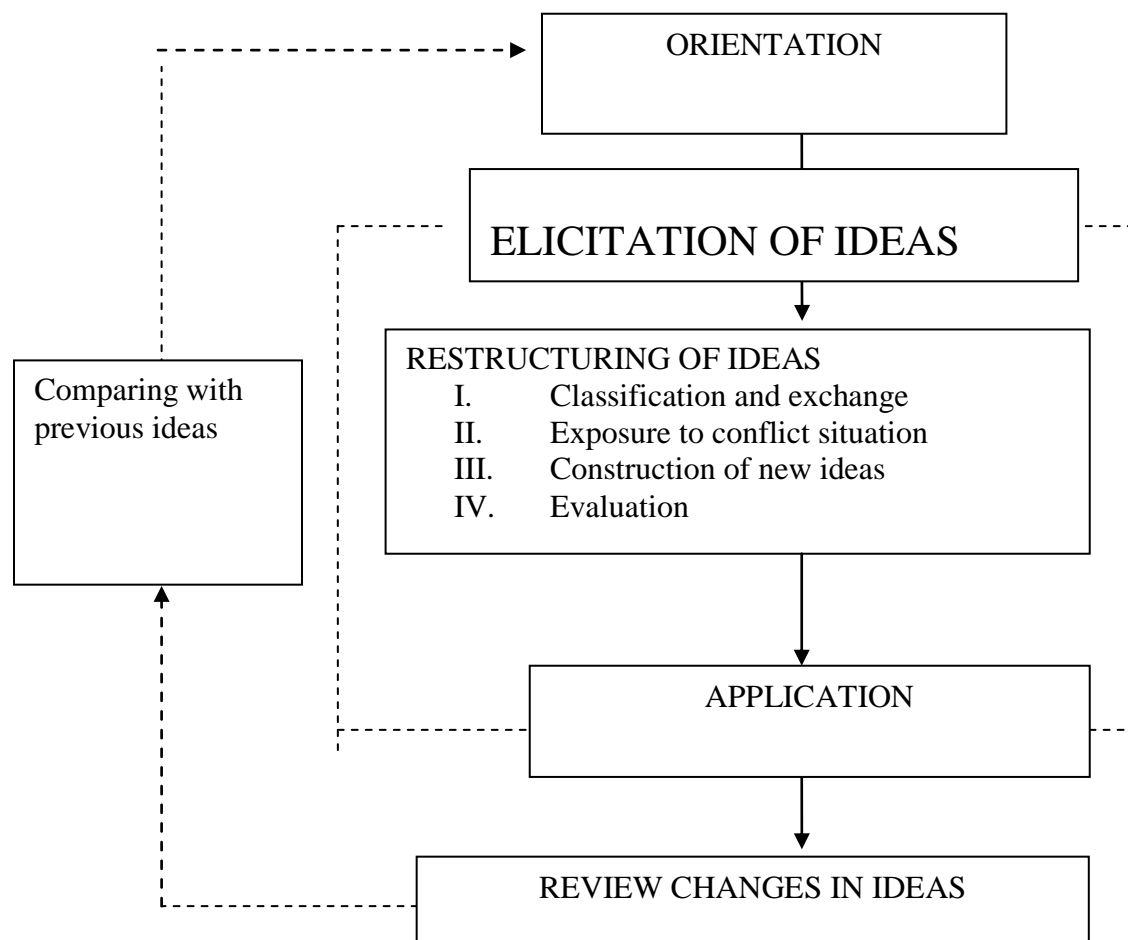 ORIENTATION
ELICITATION OF IDEAS
RESTRUCTURING OF IDEAS
I. Classification and exchange
II. Exposure to conflict situation
III. Construction of new ideas
IV. Evaluation
Comparing with
previous ideas
APPLICATION
REVIEW CHANGES IN IDEAS